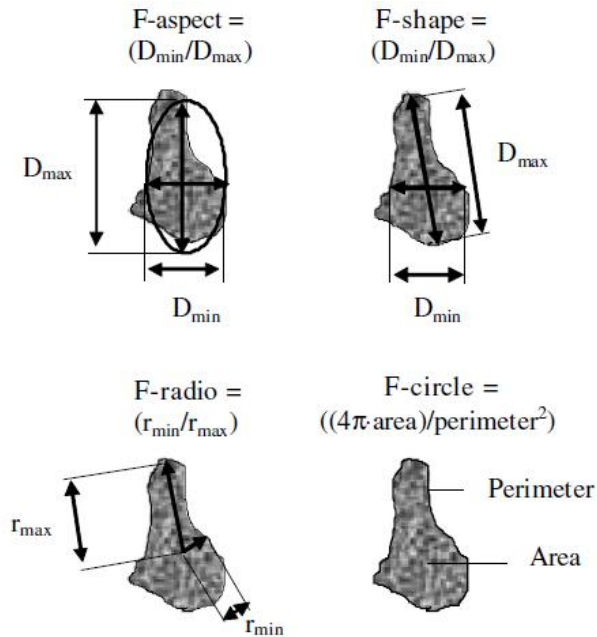 F-aspect =
(Dmin/Dmax)
Dmax
Dmin
F-shape =
(Dmin/Dmax)
Dmax
Dmin
F-radio =
(rmin/rmax)
rmax
rmin
F-circle =
((4π·area)/perimeter²)
Perimeter
Area